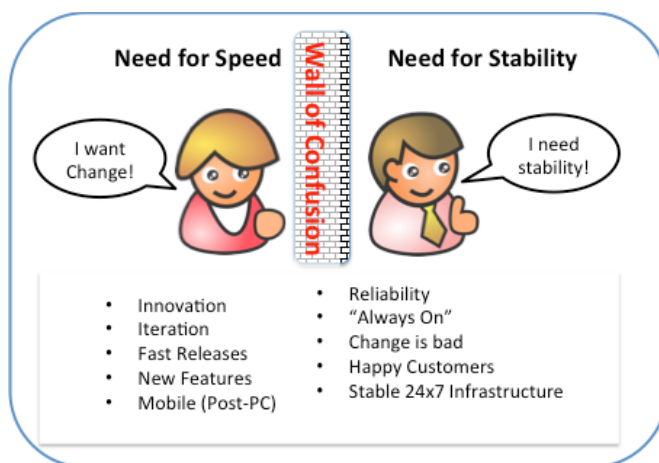 Need for Speed
Wall of Confusion
Need for Stability
I want
Change!
I need
stability!
• Innovation
• Iteration
• Fast Releases
• New Features
• Mobile (Post-PC)
• Reliability
• “Always On”
• Change is bad
• Happy Customers
• Stable 24x7 Infrastructure